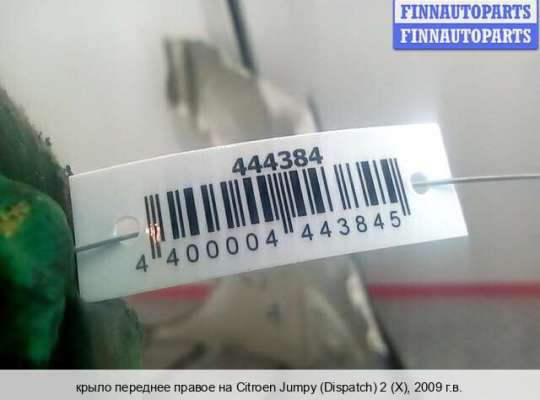 FINNAUTOPARTS
FINNAUTOPARTS
444384
4 400004 443845
крыло переднее правое на Citroen Jumpy (Dispatch) 2 (X), 2009 г.в.